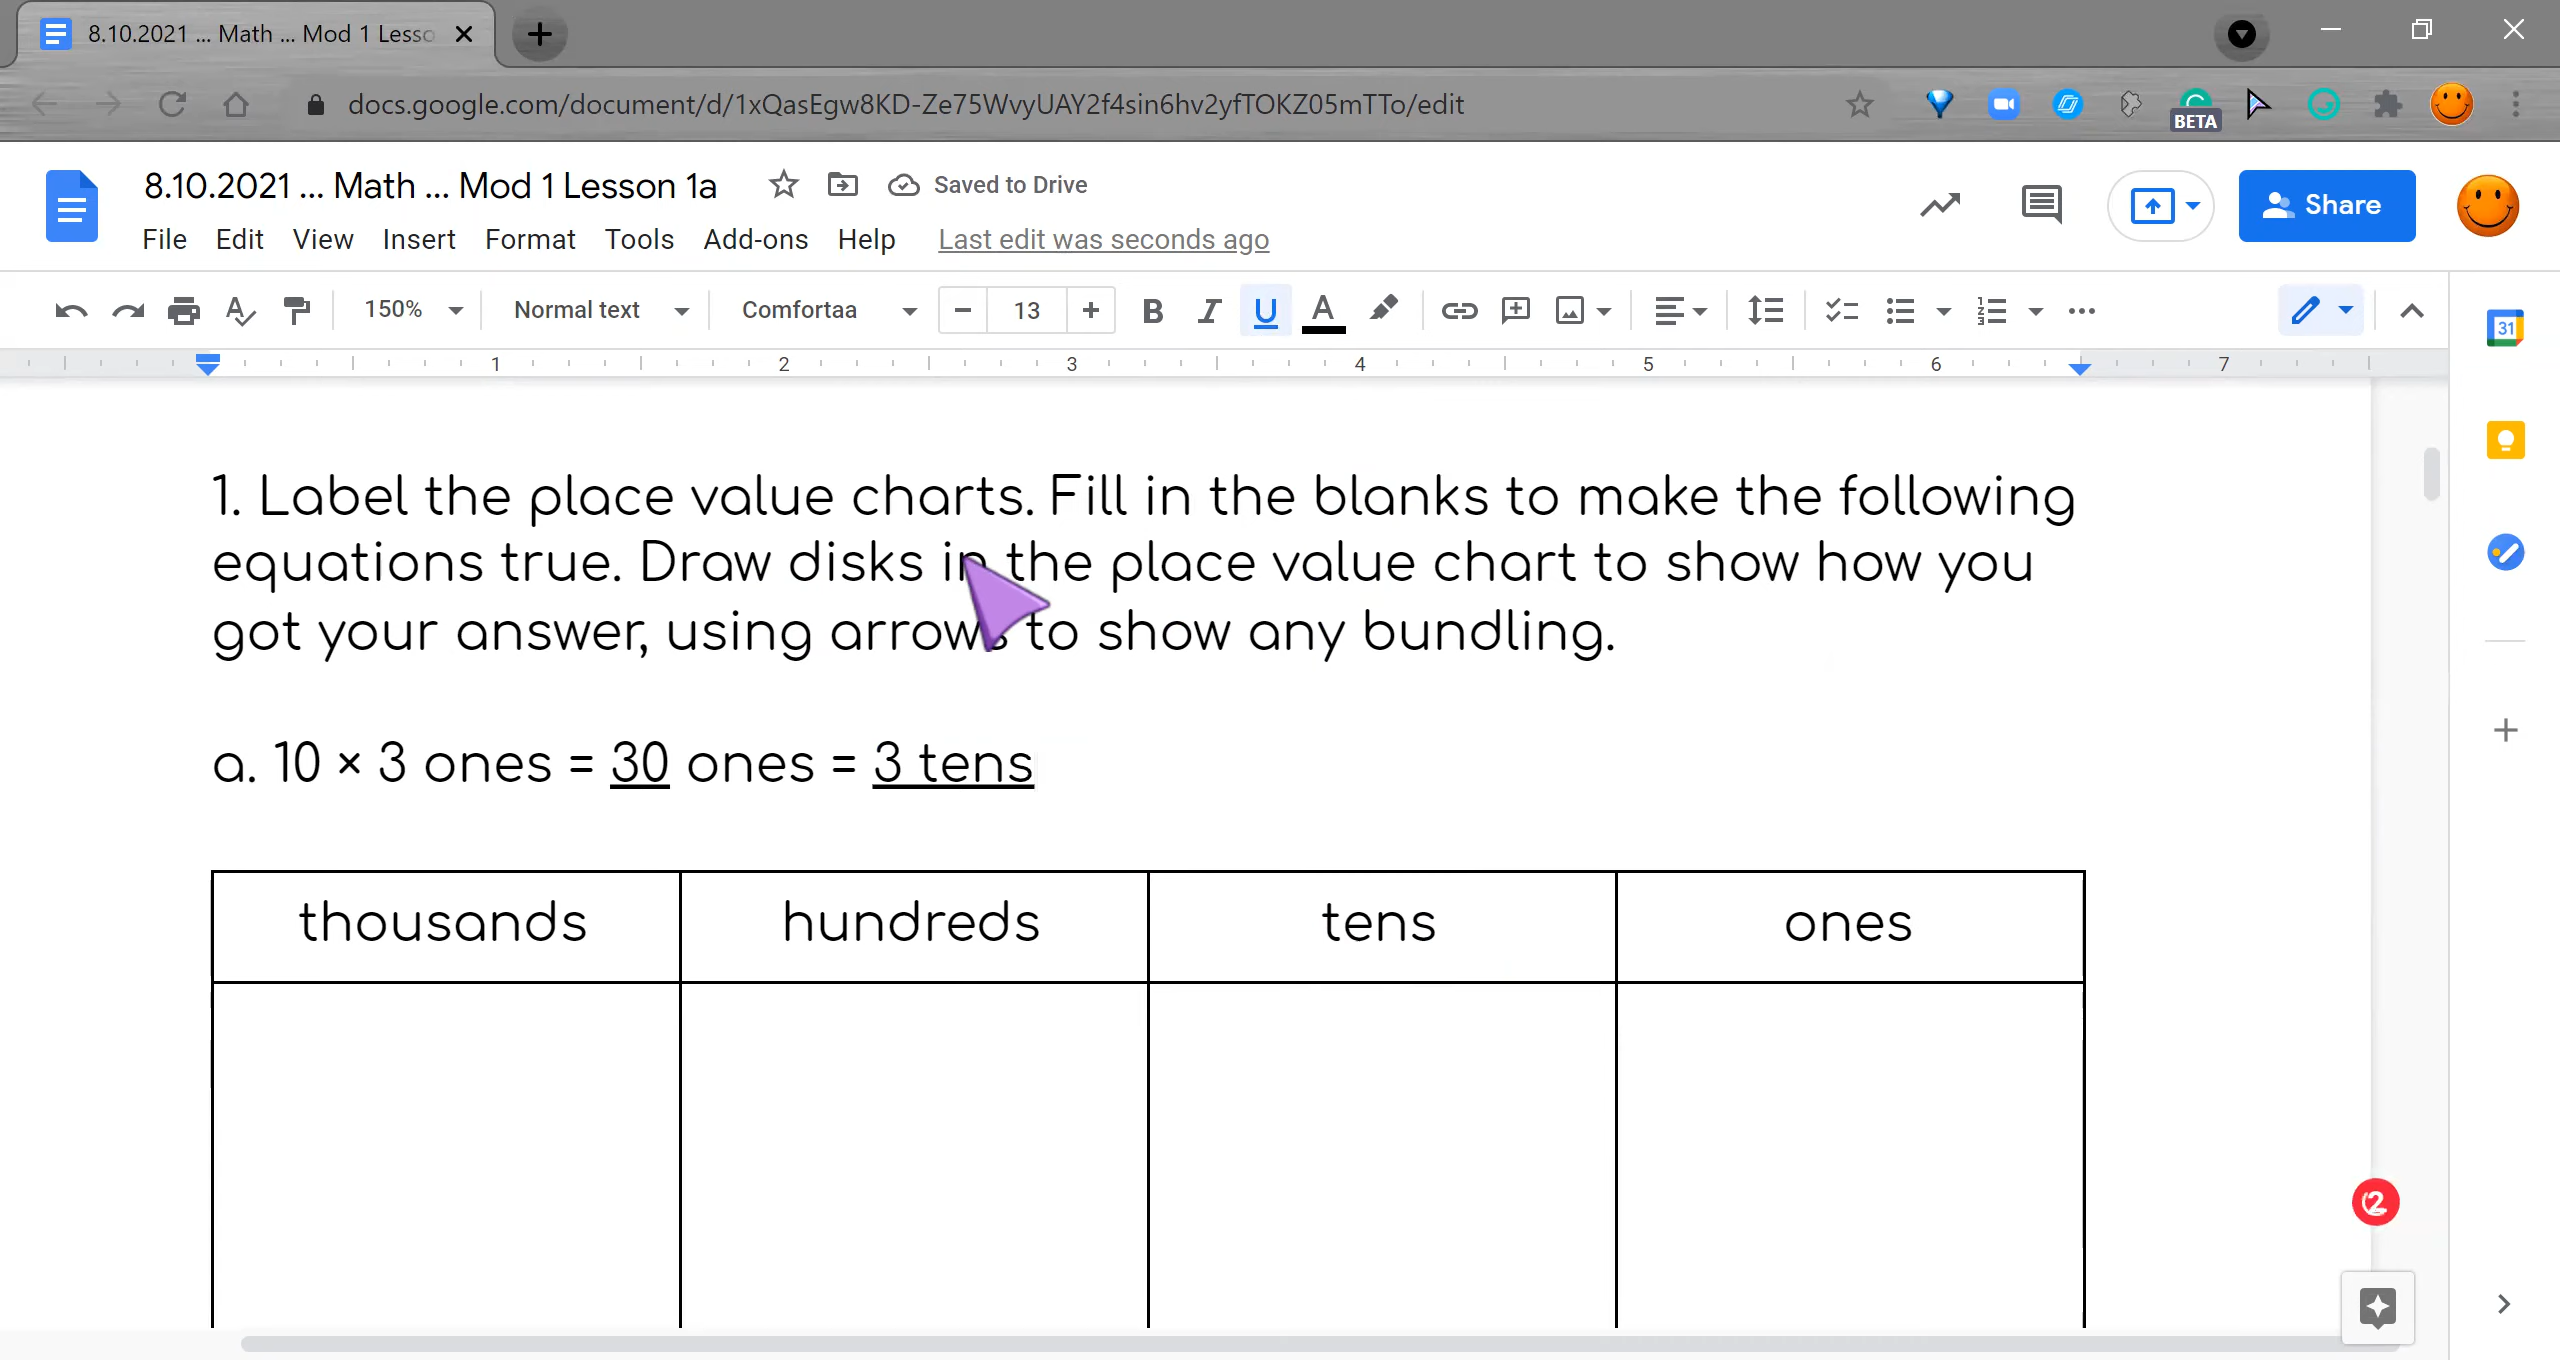 8.10.2021 ... Math ... Mod 1 Lesso
docs.google.com/document/d/1xQasEgw8KD-Ze75WvyUAY2f4sin6hv2yfTOKZ05mTTo/edit
BETA
8.10.2021 ... Math ... Mod 1 Lesson 1a
Saved to Drive
Share
File Edit View Insert Format Tools Add-ons Help Last edit was seconds ago
150% Normal text Comfortaa 13 B I U A
31
1 2 3 4 5 6 7
1. Label the place value charts. Fill in the blanks to make the following
equations true. Draw disks in the place value chart to show how you
got your answer, using arrows to show any bundling.
a. 10 × 3 ones = 30 ones = 3 tens
thousands hundreds tens ones
2